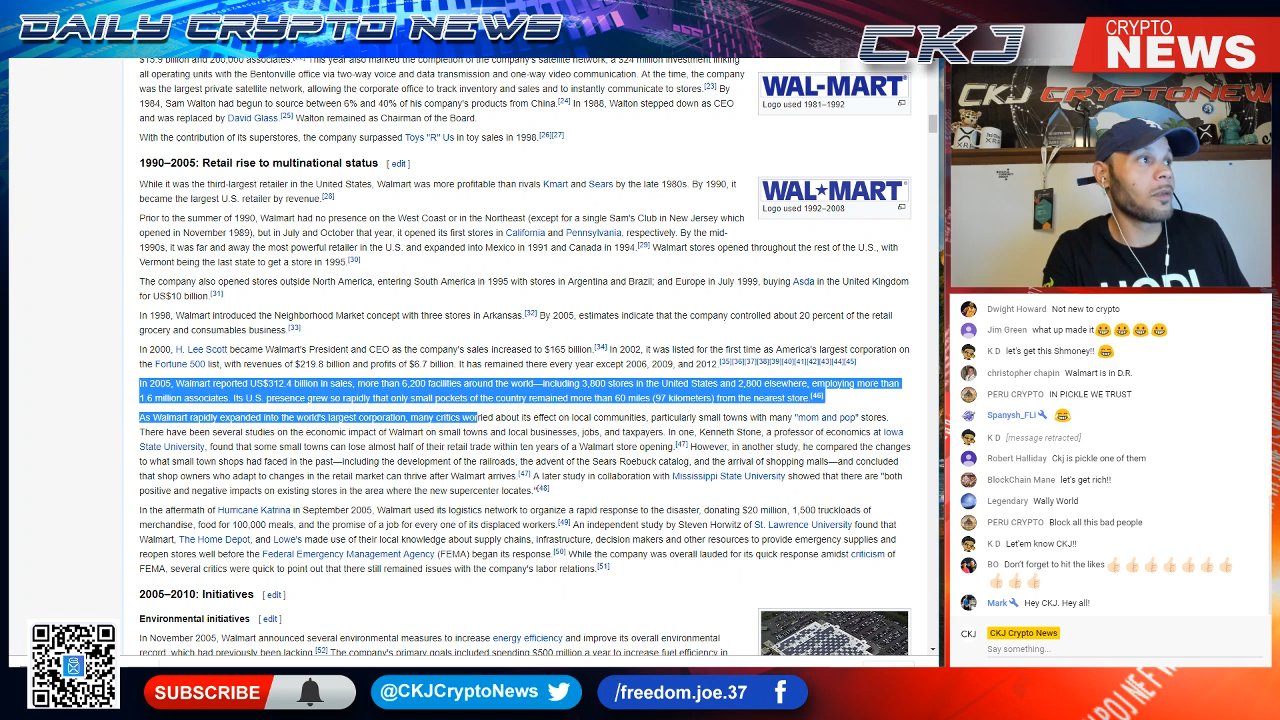 DAILY CRYPTO NEWS
CKJ
CRYPTO
NEWS
$15.9 billion and 200,000 associates. This year also marked the completion of the company's satellite network, a $24 million investment linking
all operating units with the Bentonville office via two-way voice and data transmission and one-way video communication. At the time, the company
was the largest private satellite network, allowing the corporate office to track inventory and sales and to instantly communicate to stores.[23] By
1984, Sam Walton had begun to source between 6% and 40% of his company's products from China.[24] In 1988, Walton stepped down as CEO
and was replaced by David Glass.[25] Walton remained as Chairman of the Board.
WAL-MART
Logo used 1981–1992
With the contribution of its superstores, the company surpassed Toys "R" Us in toy sales in 1998.[26][27]
1990–2005: Retail rise to multinational status [ edit ]
While it was the third-largest retailer in the United States, Walmart was more profitable than rivals Kmart and Sears by the late 1980s. By 1990, it
became the largest U.S. retailer by revenue.[28]
WAL★MART
Logo used 1992–2008
Prior to the summer of 1990, Walmart had no presence on the West Coast or in the Northeast (except for a single Sam's Club in New Jersey which
opened in November 1989), but in July and October that year, it opened its first stores in California and Pennsylvania, respectively. By the mid-
1990s, it was far and away the most powerful retailer in the U.S. and expanded into Mexico in 1991 and Canada in 1994.[29] Walmart stores opened throughout the rest of the U.S., with
Vermont being the last state to get a store in 1995.[30]
The company also opened stores outside North America, entering South America in 1995 with stores in Argentina and Brazil; and Europe in July 1999, buying Asda in the United Kingdom
for US$10 billion.[31]
In 1998, Walmart introduced the Neighborhood Market concept with three stores in Arkansas.[32] By 2005, estimates indicate that the company controlled about 20 percent of the retail
grocery and consumables business.[33]
In 2000, H. Lee Scott became Walmart's President and CEO as the company's sales increased to $165 billion.[34] In 2002, it was listed for the first time as America's largest corporation on
the Fortune 500 list, with revenues of $219.8 billion and profits of $6.7 billion. It has remained there every year except 2006, 2009, and 2012.[35][36][37][38][39][40][41][42][43][44][45]
In 2005, Walmart reported US$312.4 billion in sales, more than 6,200 facilities around the world—including 3,800 stores in the United States and 2,800 elsewhere, employing more than
1.6 million associates. Its U.S. presence grew so rapidly that only small pockets of the country remained more than 60 miles (97 kilometers) from the nearest store.[46]
As Walmart rapidly expanded into the world's largest corporation, many critics worried about its effect on local communities, particularly small towns with many "mom and pop" stores.
There have been several studies on the economic impact of Walmart on small towns and local businesses, jobs, and taxpayers. In one, Kenneth Stone, a professor of economics at Iowa
State University, found that some small towns can lose almost half of their retail trade within ten years of a Walmart store opening.[47] However, in another study, he compared the changes
to what small town shops had faced in the past—including the development of the railroads, the advent of the Sears Roebuck catalog, and the arrival of shopping malls—and concluded
that shop owners who adapt to changes in the retail market can thrive after Walmart arrives.[47] A later study in collaboration with Mississippi State University showed that there are "both
positive and negative impacts on existing stores in the area where the new supercenter locates."[48]
In the aftermath of Hurricane Katrina in September 2005, Walmart used its logistics network to organize a rapid response to the disaster, donating $20 million, 1,500 truckloads of
merchandise, food for 100,000 meals, and the promise of a job for every one of its displaced workers.[49] An independent study by Steven Horwitz of St. Lawrence University found that
Walmart, The Home Depot, and Lowe's made use of their local knowledge about supply chains, infrastructure, decision makers and other resources to provide emergency supplies and
reopen stores well before the Federal Emergency Management Agency (FEMA) began its response.[50] While the company was overall lauded for its quick response amidst criticism of
FEMA, several critics were quick to point out that there still remained issues with the company's labor relations.[51]
2005–2010: Initiatives [ edit ]
Environmental initiatives [ edit ]
In November 2005, Walmart announced several environmental measures to increase energy efficiency and improve its overall environmental
record, which had previously been lacking.[52] The company's primary goals included spending $500 million a year to increase fuel efficiency in
CKJ CRYPTONEW
XR
HODL
Dwight Howard Not new to crypto
Jim Green what up made it😂😂😂😂
K D let's get this Shmoney!! 😂
christopher chapin Walmart is in D.R.
PERU CRYPTO IN PICKLE WE TRUST
Spanysh_FLi 😂
K D [message retracted]
Robert Halliday Ckj is pickle one of them
BlockChain Mane let's get rich!!
Legendary Wally World
PERU CRYPTO Block all this bad people
K D Let'em know CKJ!!
BO Don't forget to hit the likes 👍🏻👍🏻👍🏻👍🏻👍🏻👍🏻👍🏻
👍🏻👍🏻👍🏻
Mark Hey CKJ. Hey all!
CKJ CKJ Crypto News
Say something...
SUBSCRIBE
@CKJCryptoNews
/freedom.joe.37